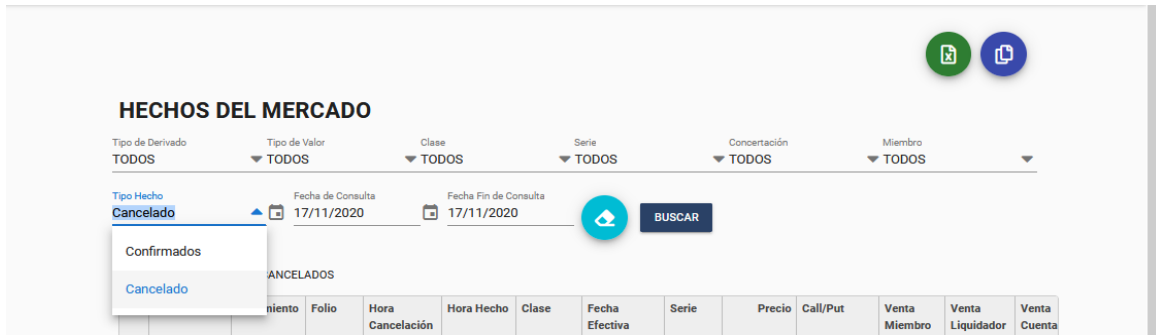 HECHOS DEL MERCADO
Tipo de Derivado Tipo de Valor Clase Serie Concertación Miembro
TODOS TODOS TODOS TODOS TODOS TODOS
Tipo Hecho Fecha de Consulta Fecha Fin de Consulta
Cancelado 17/11/2020 17/11/2020 BUSCAR
Confirmados
CANCELADOS
Cancelado
Folio Hora Cancelación Hora Hecho Clase Fecha Efectiva Serie Precio Call/Put Venta Miembro Venta Liquidador Venta Cuenta